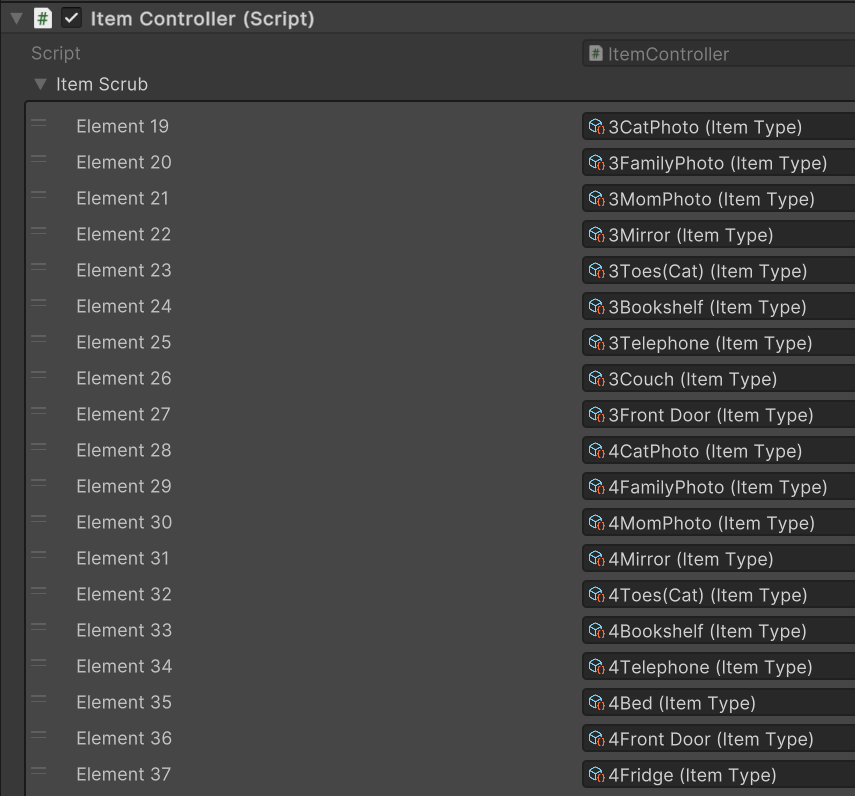 Item Controller (Script)
Script ItemController
Item Scrub
Element 19 3CatPhoto (Item Type)
Element 20 3FamilyPhoto (Item Type)
Element 21 3MomPhoto (Item Type)
Element 22 3Mirror (Item Type)
Element 23 3Toes(Cat) (Item Type)
Element 24 3Bookshelf (Item Type)
Element 25 3Telephone (Item Type)
Element 26 3Couch (Item Type)
Element 27 3Front Door (Item Type)
Element 28 4CatPhoto (Item Type)
Element 29 4FamilyPhoto (Item Type)
Element 30 4MomPhoto (Item Type)
Element 31 4Mirror (Item Type)
Element 32 4Toes(Cat) (Item Type)
Element 33 4Bookshelf (Item Type)
Element 34 4Telephone (Item Type)
Element 35 4Bed (Item Type)
Element 36 4Front Door (Item Type)
Element 37 4Fridge (Item Type)